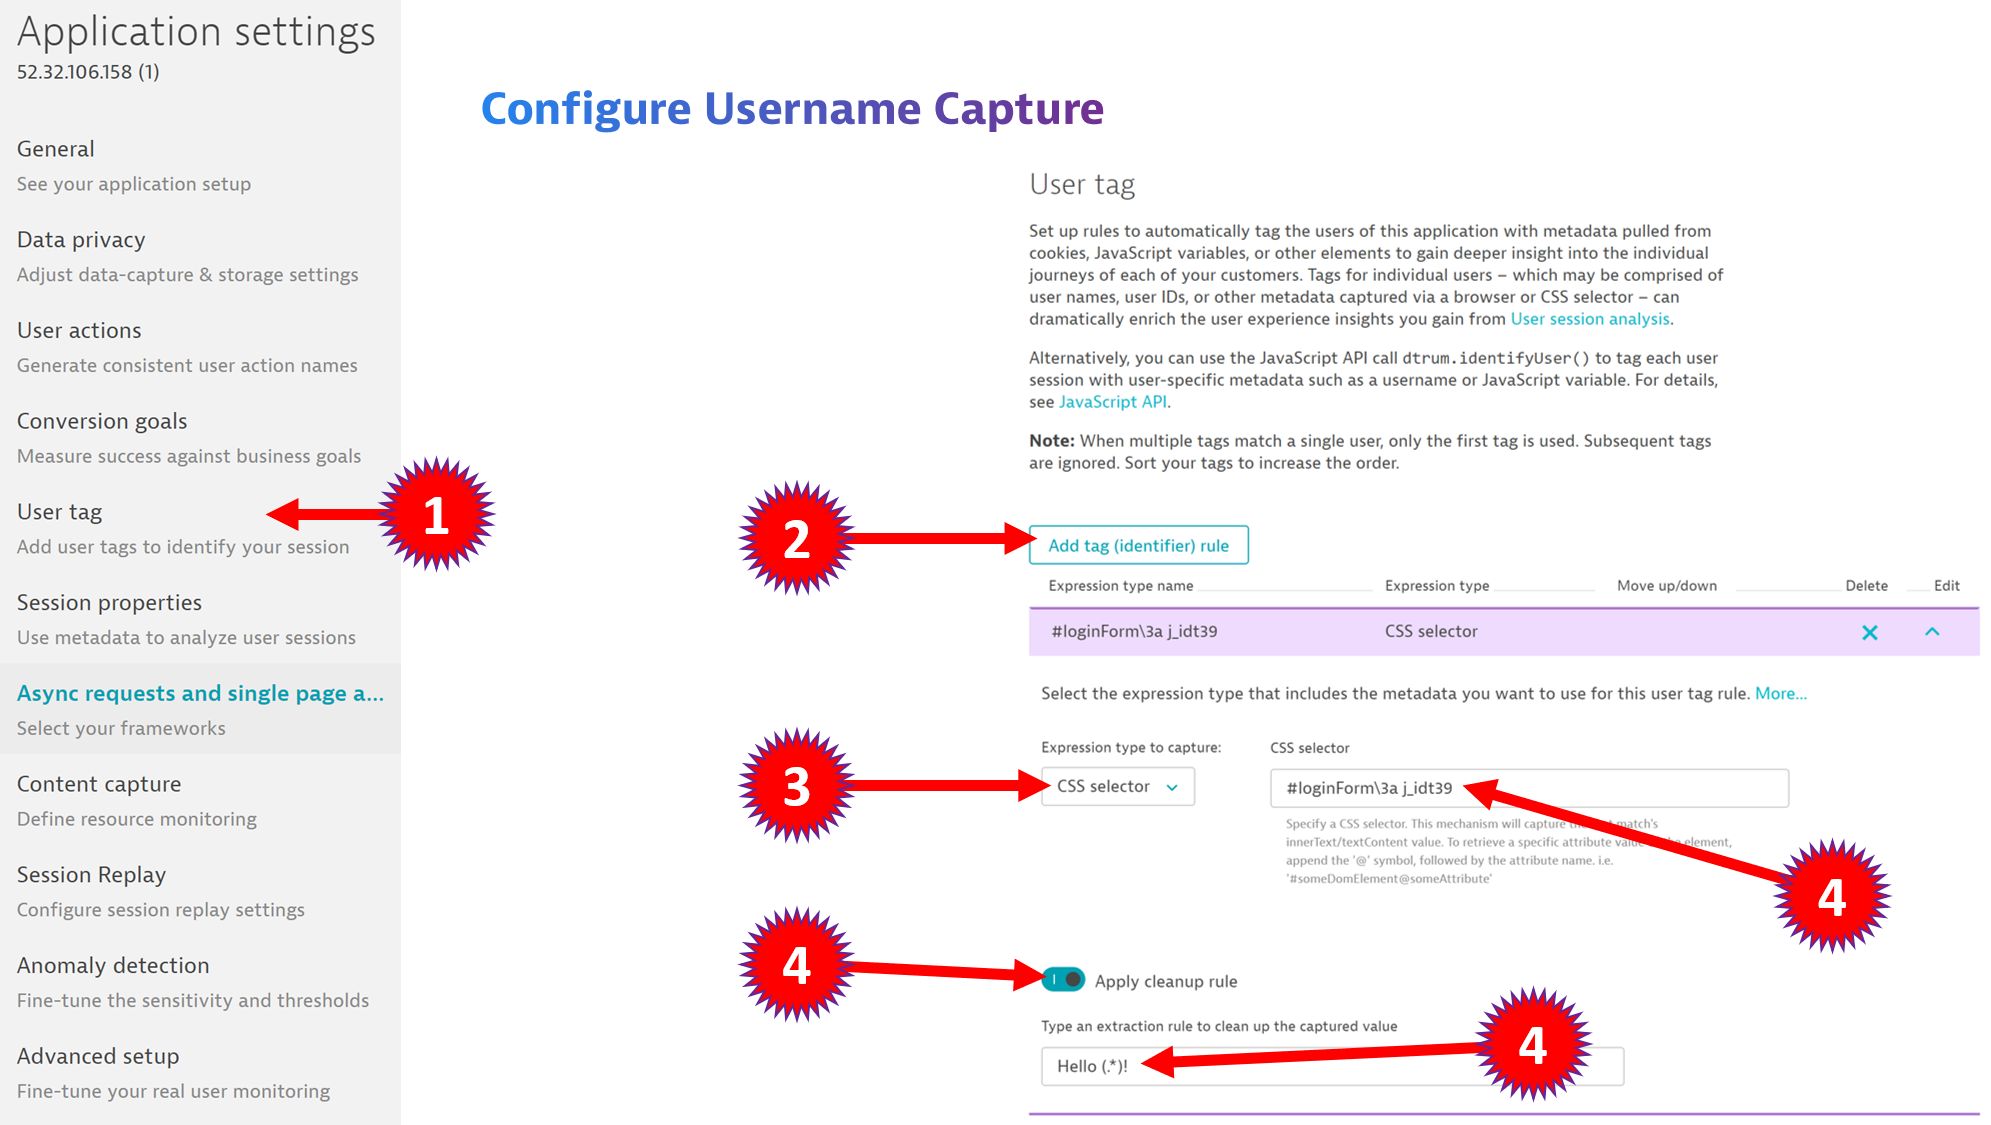 Application settings
52.32.106.158 (1)
General
See your application setup
Data privacy
Adjust data-capture & storage settings
User actions
Generate consistent user action names
Conversion goals
Measure success against business goals
User tag
Add user tags to identify your session
Session properties
Use metadata to analyze user sessions
Async requests and single page a...
Select your frameworks
Content capture
Define resource monitoring
Session Replay
Configure session replay settings
Anomaly detection
Fine-tune the sensitivity and thresholds
Advanced setup
Fine-tune your real user monitoring
1
Configure Username Capture
User tag
Set up rules to automatically tag the users of this application with metadata pulled from
cookies, JavaScript variables, or other elements to gain deeper insight into the individual
journeys of each of your customers. Tags for individual users – which may be comprised of
user names, user IDs, or other metadata captured via a browser or CSS selector – can
dramatically enrich the user experience insights you gain from User session analysis.
Alternatively, you can use the JavaScript API call dtrum.identifyUser() to tag each user
session with user-specific metadata such as a username or JavaScript variable. For details,
see JavaScript API.
Note: When multiple tags match a single user, only the first tag is used. Subsequent tags
are ignored. Sort your tags to increase the order.
2
Add tag (identifier) rule
Expression type name Expression type Move up/down Delete Edit
#loginForm\3a j_idt39 CSS selector
Select the expression type that includes the metadata you want to use for this user tag rule. More...
Expression type to capture: CSS selector
3
CSS selector #loginForm\3a j_idt39
Specify a CSS selector. This mechanism will capture match's
innerText/textContent value. To retrieve a specific attribute element,
append the '@' symbol, followed by the attribute name. i.e.
'#someDomElement@someAttribute'
4
4
Apply cleanup rule
Type an extraction rule to clean up the captured value
Hello (.*)!
4